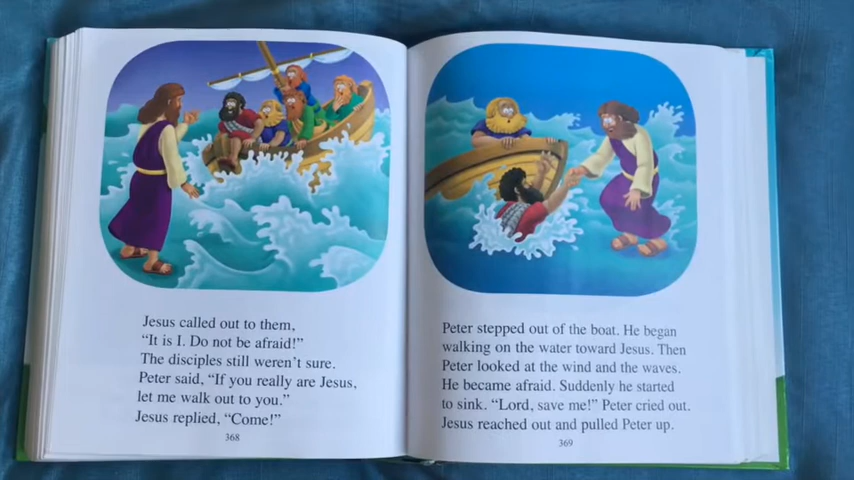 Jesus called out to them,
“It is I. Do not be afraid!”
The disciples still weren’t sure.
Peter said, “If you really are Jesus,
let me walk out to you.”
Jesus replied, “Come!”
368
Peter stepped out of the boat. He began
walking on the water toward Jesus. Then
Peter looked at the wind and the waves.
He became afraid. Suddenly he started
to sink. “Lord, save me!” Peter cried out.
Jesus reached out and pulled Peter up.
369